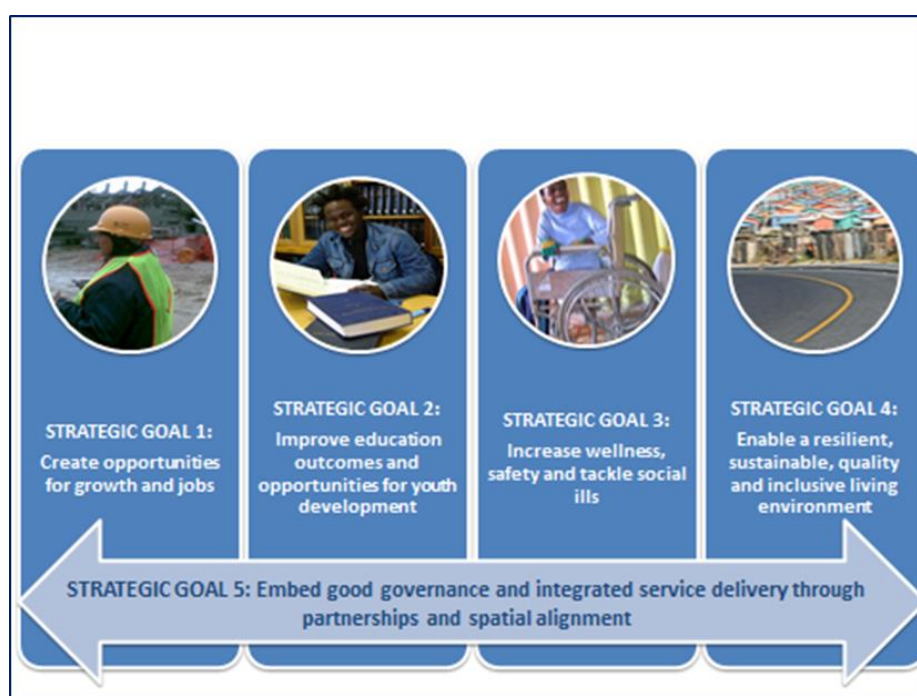 STRATEGIC GOAL 1:
Create opportunities
for growth and jobs
STRATEGIC GOAL 2:
Improve education
outcomes and
opportunities for youth
development
STRATEGIC GOAL 3:
Increase wellness,
safety and tackle social
ills
STRATEGIC GOAL 4:
Enable a resilient,
sustainable, quality
and inclusive living
environment
STRATEGIC GOAL 5: Embed good governance and integrated service delivery through
partnerships and spatial alignment